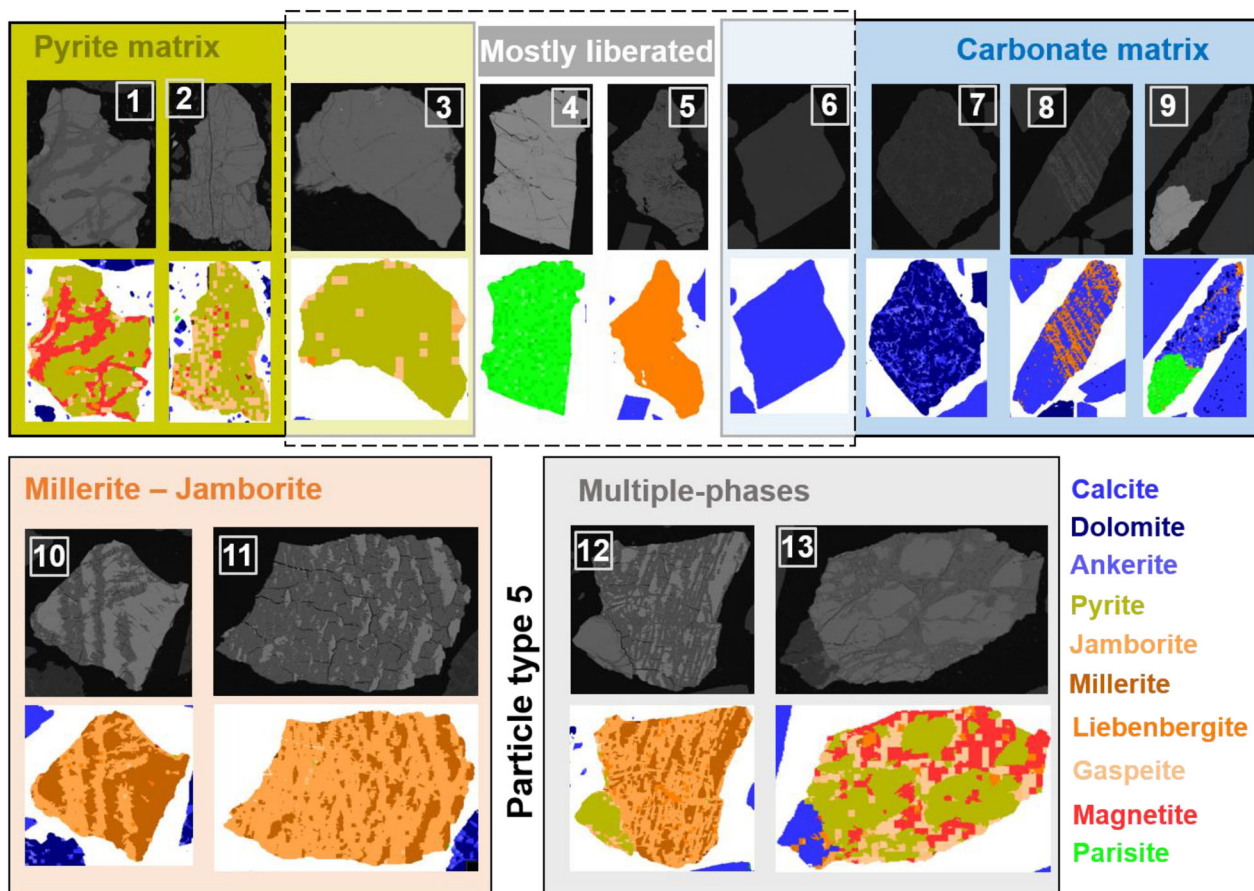 Pyrite matrix
Mostly liberated
Carbonate matrix
1
2
3
4
5
6
7
8
9
Millerite – Jamborite
10
11
Particle type 5
Multiple-phases
12
13
Calcite
Dolomite
Ankerite
Pyrite
Jamborite
Millerite
Liebenbergite
Gaspeite
Magnetite
Parisite